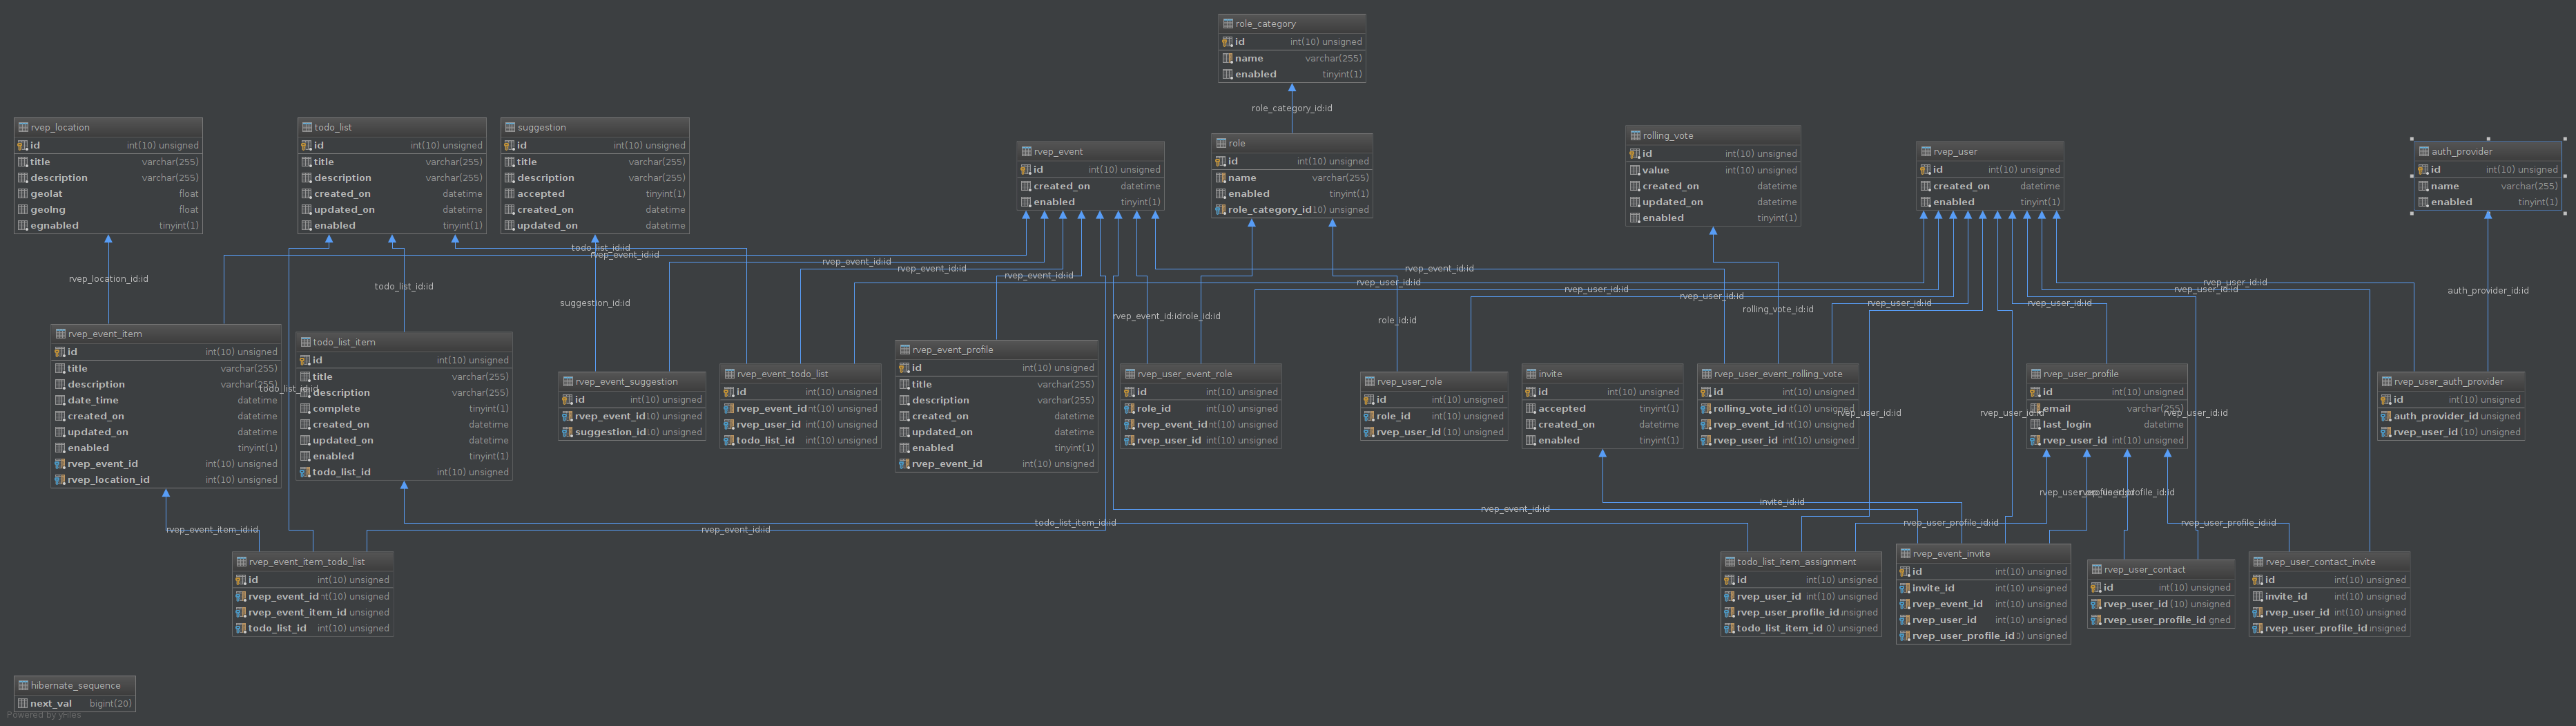 role_category
id int(10) unsigned
name varchar(255)
enabled tinyint(1)
role_category_id:id
rvep_location
id int(10) unsigned
title varchar(255)
description varchar(255)
geolat float
geolng float
egnabled tinyint(1)
todo_list
id int(10) unsigned
title varchar(255)
description varchar(255)
created_on datetime
updated_on datetime
enabled tinyint(1)
suggestion
id int(10) unsigned
title varchar(255)
description varchar(255)
accepted tinyint(1)
created_on datetime
updated_on datetime
rvep_event
id int(10) unsigned
created_on datetime
enabled tinyint(1)
role
id int(10) unsigned
name varchar(255)
enabled tinyint(1)
role_category_id 10) unsigned
rolling_vote
id int(10) unsigned
value int(10) unsigned
created_on datetime
updated_on datetime
enabled tinyint(1)
rvep_user
id int(10) unsigned
created_on datetime
enabled tinyint(1)
auth_provider
id int(10) unsigned
name varchar(255)
enabled tinyint(1)
todo_list_id:id
rvep_event_id:id
rvep_event_id:id
rvep_event_id:id
rvep_event_id:id
rvep_event_id:id
rvep_location_id:id
todo_list_id:id
suggestion_id:id
rvep_user_id:id
rvep_user_id:id
rvep_user_id:id
rvep_user_id:id
rvep_user_id:id
rvep_user_id:id
rvep_user_id:id
auth_provider_id:id
rolling_vote_id:id
rvep_event_id:idrole_id:id
role_id:id
rvep_event_item
id int(10) unsigned
title varchar(255)
description varchar(255)
date_time datetime
created_on datetime
updated_on datetime
enabled tinyint(1)
rvep_event_id int(10) unsigned
rvep_location_id int(10) unsigned
todo_list_id:id
todo_list_item
id int(10) unsigned
title varchar(255)
description varchar(255)
complete tinyint(1)
created_on datetime
updated_on datetime
enabled tinyint(1)
todo_list_id int(10) unsigned
rvep_event_suggestion
id int(10) unsigned
rvep_event_id 10) unsigned
suggestion_id 0) unsigned
rvep_event_todo_list
id int(10) unsigned
rvep_event_id nt(10) unsigned
rvep_user_id int(10) unsigned
todo_list_id int(10) unsigned
rvep_event_profile
id int(10) unsigned
title varchar(255)
description varchar(255)
created_on datetime
updated_on datetime
enabled tinyint(1)
rvep_event_id int(10) unsigned
rvep_user_event_role
id int(10) unsigned
role_id int(10) unsigned
rvep_event_id nt(10) unsigned
rvep_user_id int(10) unsigned
rvep_user_role
id int(10) unsigned
role_id int(10) unsigned
rvep_user_id (10) unsigned
invite
id int(10) unsigned
accepted tinyint(1)
created_on datetime
enabled tinyint(1)
rvep_user_event_rolling_vote
id int(10) unsigned
rolling_vote_id t(10) unsigned
rvep_event_id nt(10) unsigned
rvep_user_id int(10) unsigned
rvep_user_id:id
rvep_user_profile
id int(10) unsigned
email varchar(255)
last_login datetime
rvep_user_id int(10) unsigned
rvep_user_id:id
rvep_user_id:id
rvep_user_auth_provider
id int(10) unsigned
auth_provider_id unsigned
rvep_user_id (10) unsigned
rvep_event_item_id:id
rvep_event_id:id
todo_list_item_id:id
rvep_event_id:id
invite_id:id
rvep_user_profile_id:id
rvep_user_profile_id:id
rvep_event_item_todo_list
id int(10) unsigned
rvep_event_id nt(10) unsigned
rvep_event_item_id unsigned
todo_list_id int(10) unsigned
todo_list_item_assignment
id int(10) unsigned
rvep_user_id int(10) unsigned
rvep_user_profile_id insigned
todo_list_item_id 0) unsigned
rvep_event_invite
id int(10) unsigned
invite_id int(10) unsigned
rvep_event_id int(10) unsigned
rvep_user_id int(10) unsigned
rvep_user_profile_id 0) unsigned
rvep_user_contact
id int(10) unsigned
rvep_user_id (10) unsigned
rvep_user_profile_id gned
rvep_user_contact_invite
id int(10) unsigned
invite_id int(10) unsigned
rvep_user_id int(10) unsigned
rvep_user_profile_id insigned
hibernate_sequence
next_val bigint(20)
Powered by yFiles